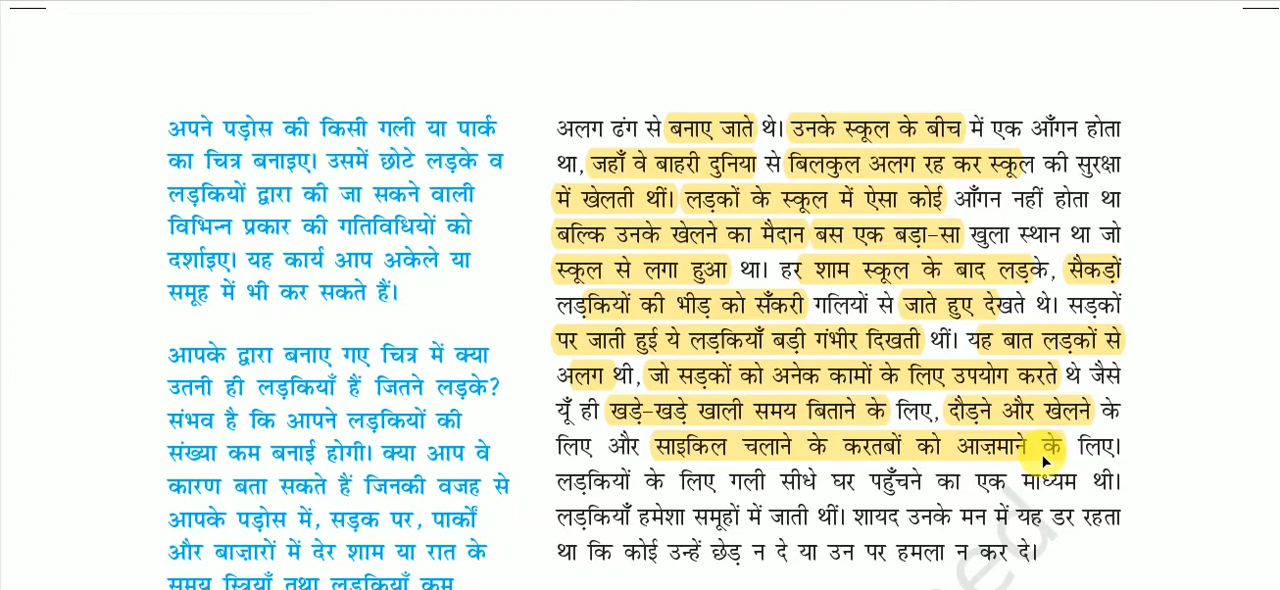 अपने पड़ोस की किसी गली या पार्क
का चित्र बनाइए। उसमें छोटे लड़के व
लड़कियों द्वारा की जा सकने वाली
विभिन्न प्रकार की गतिविधियों को
दर्शाइए। यह कार्य आप अकेले या
समूह में भी कर सकते हैं।
आपके द्वारा बनाए गए चित्र में क्या
उतनी ही लड़कियाँ हैं जितने लड़के?
संभव है कि आपने लड़कियों की
संख्या कम बनाई होगी। क्या आप वे
कारण बता सकते हैं जिनकी वजह से
आपके पड़ोस में, सड़क पर, पार्कों
और बाज़ारों में देर शाम या रात के
समय स्त्रियाँ तथा लड़कियाँ कम
अलग ढंग से बनाए जाते थे। उनके स्कूल के बीच में एक आँगन होता
था, जहाँ वे बाहरी दुनिया से बिलकुल अलग रह कर स्कूल की सुरक्षा
में खेलती थीं। लड़कों के स्कूल में ऐसा कोई आँगन नहीं होता था
बल्कि उनके खेलने का मैदान बस एक बड़ा-सा खुला स्थान था जो
स्कूल से लगा हुआ था। हर शाम स्कूल के बाद लड़के, सैकड़ों
लड़कियों की भीड़ को सँकरी गलियों से जाते हुए देखते थे। सड़कों
पर जाती हुई ये लड़कियाँ बड़ी गंभीर दिखती थीं। यह बात लड़कों से
अलग थी, जो सड़कों को अनेक कामों के लिए उपयोग करते थे जैसे
यूँ ही खड़े-खड़े खाली समय बिताने के लिए, दौड़ने और खेलने के
लिए और साइकिल चलाने के करतबों को आज़माने के लिए।
लड़कियों के लिए गली सीधे घर पहुँचने का एक माध्यम थी।
लड़कियाँ हमेशा समूहों में जाती थीं। शायद उनके मन में यह डर रहता
था कि कोई उन्हें छेड़ न दे या उन पर हमला न कर दे।